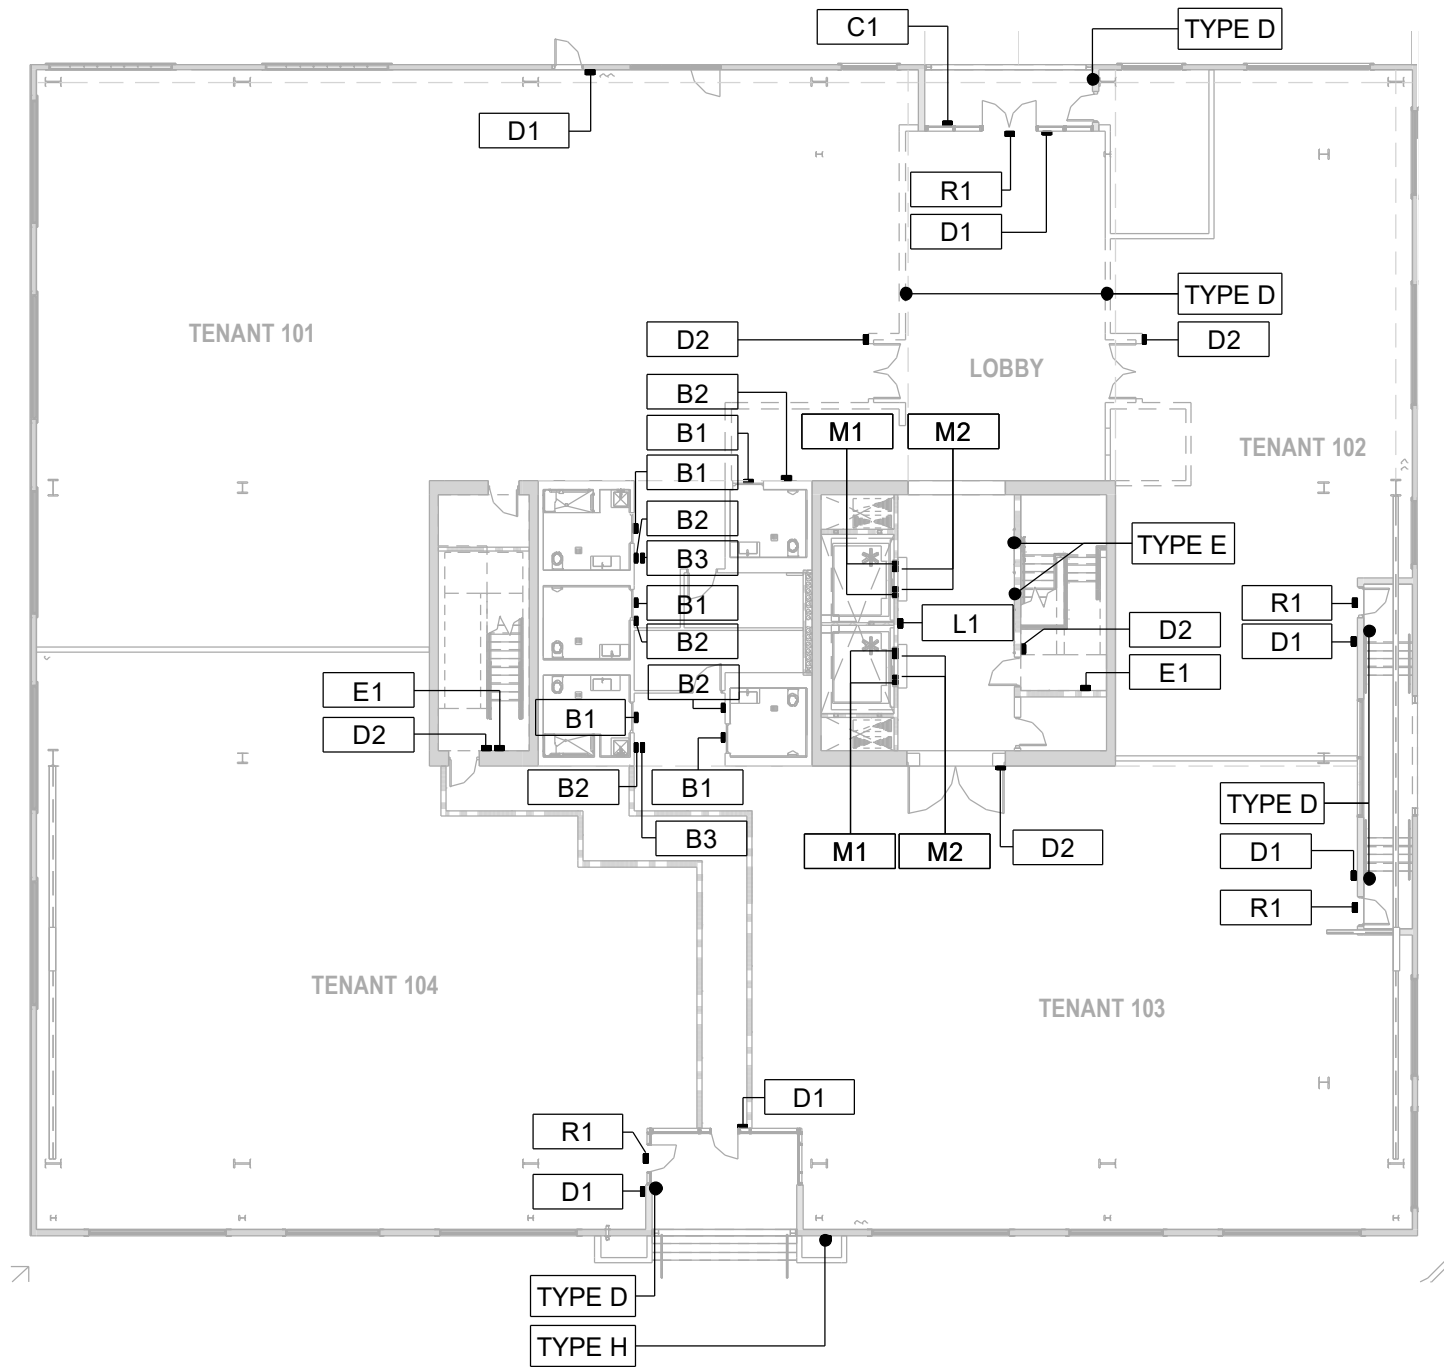 C1
TYPE D
D1
R1
D1
TYPE D
TENANT 101
D2
D2
LOBBY
B2
B1
M1
M2
TENANT 102
B1
B2
TYPE E
B3
B1
R1
L1
D2
D1
B2
E1
B2
E1
B1
D2
B2
B1
TYPE D
B3
M1
M2
D2
D1
R1
TENANT 104
TENANT 103
D1
R1
D1
TYPE D
TYPE H